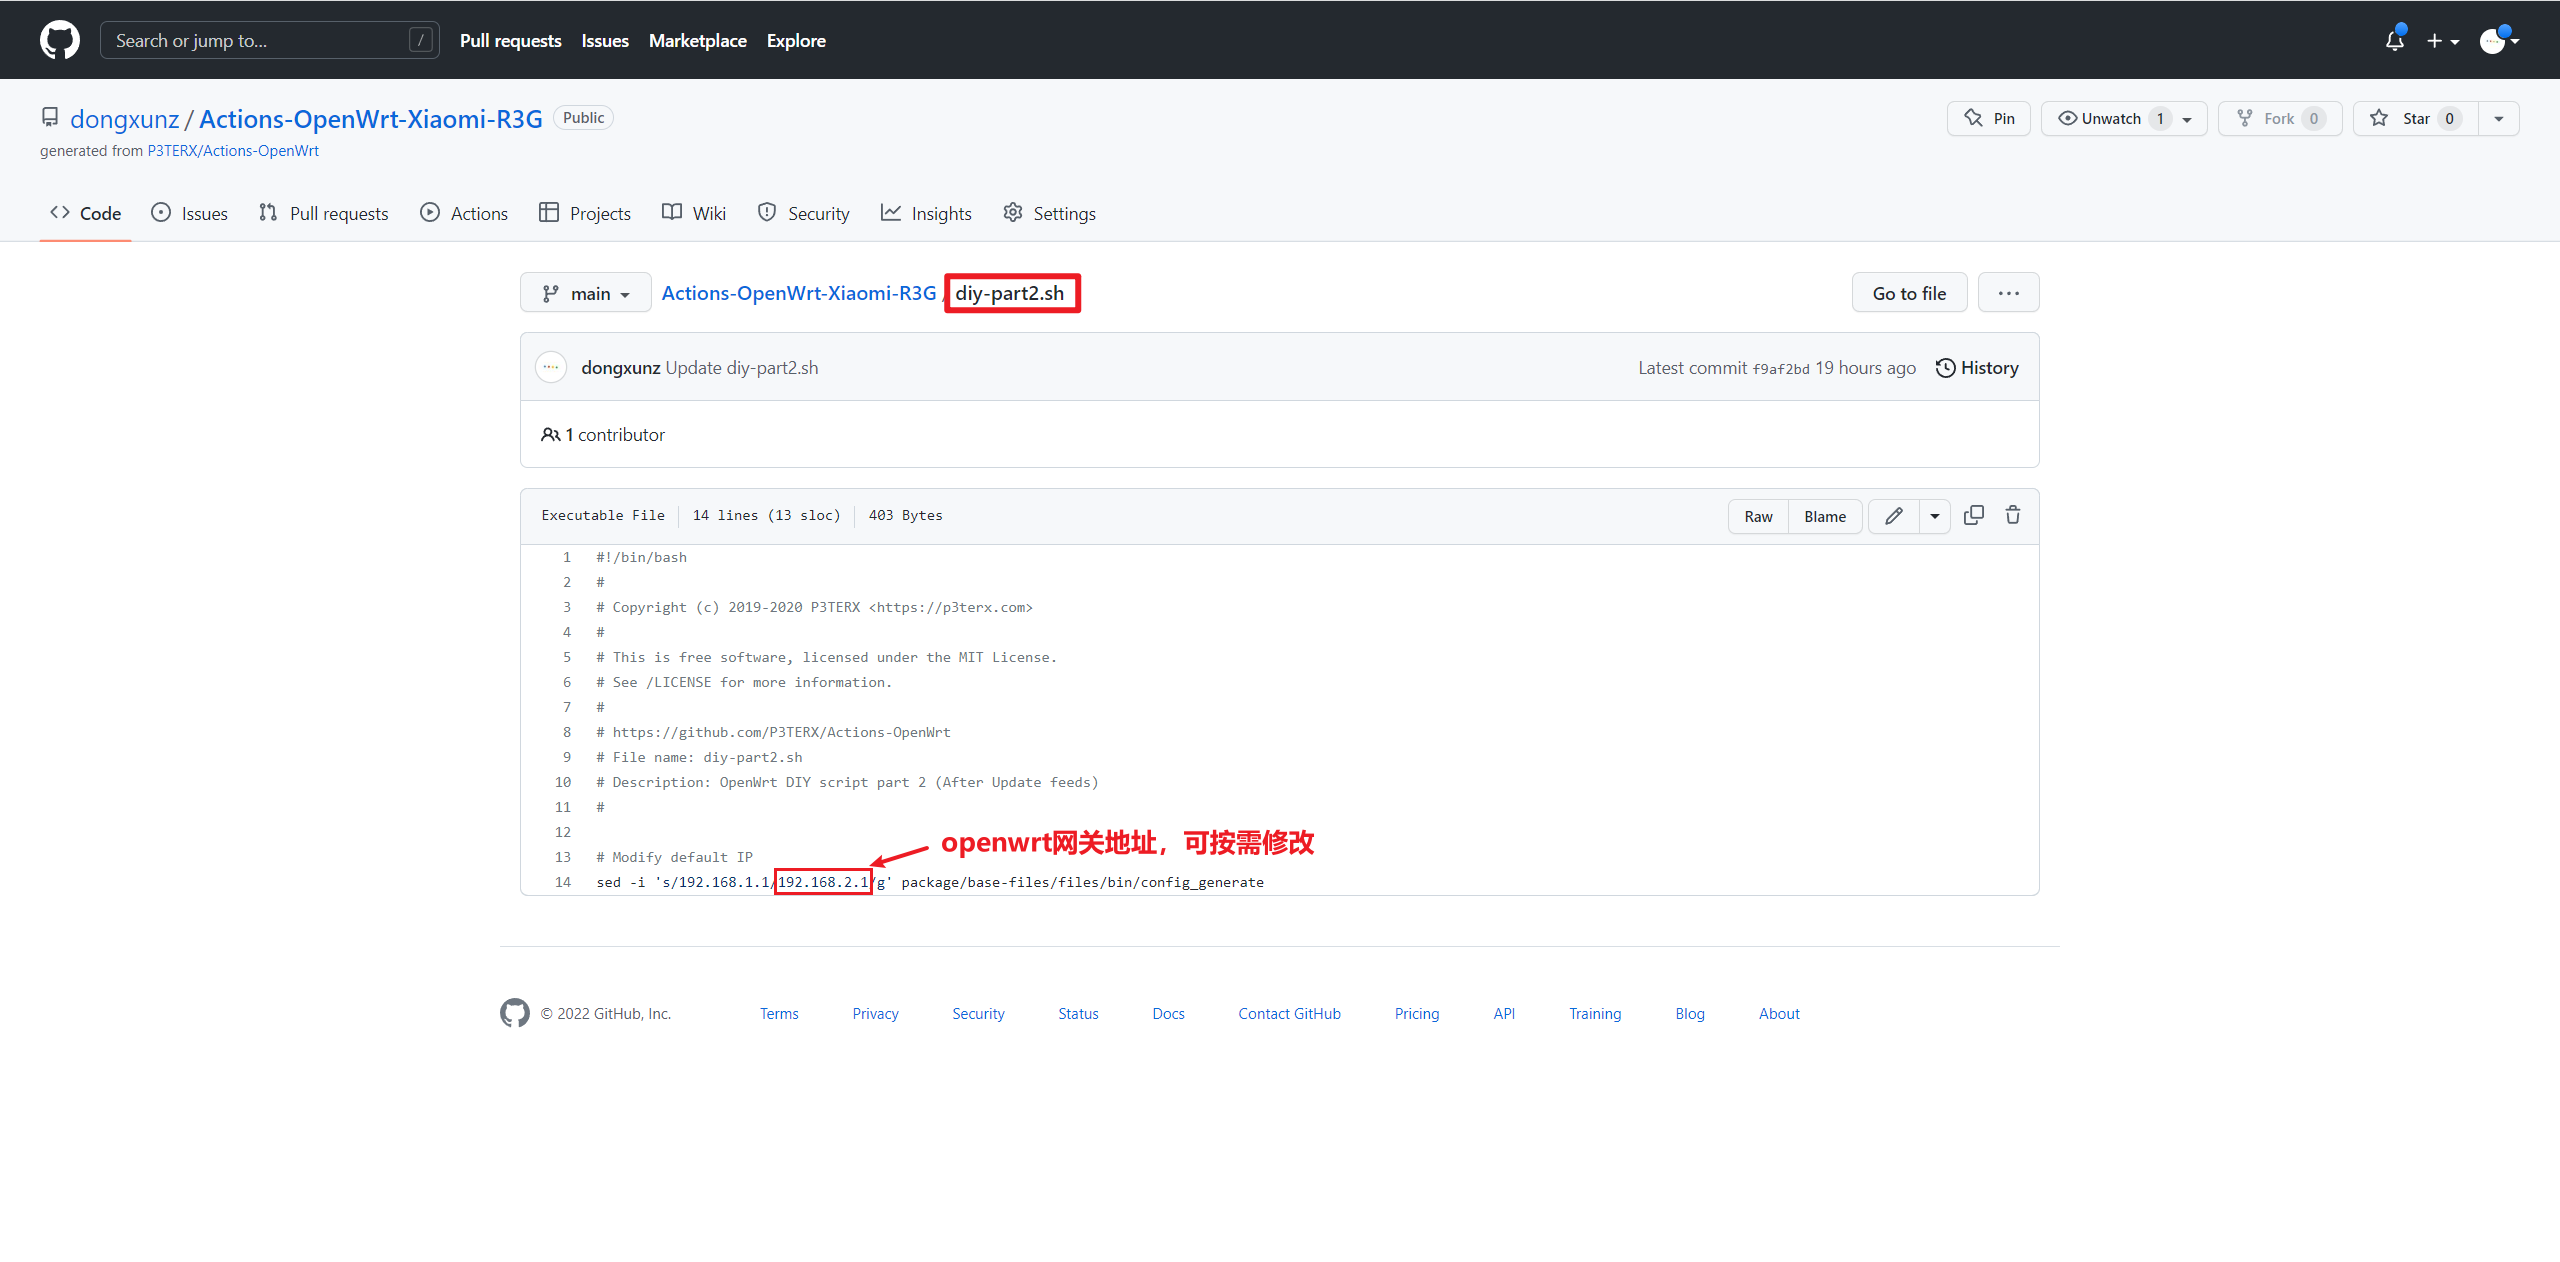 Search or jump to... /
Pull requests Issues Marketplace Explore
dongxunz / Actions-OpenWrt-Xiaomi-R3G Public
Pin Unwatch 1 Fork 0 Star 0
generated from P3TERX/Actions-OpenWrt
Code Issues Pull requests Actions Projects Wiki Security Insights Settings
main Actions-OpenWrt-Xiaomi-R3G / diy-part2.sh Go to file ...
dongxunz Update diy-part2.sh Latest commit f9af2bd 19 hours ago History
1 contributor
Executable File 14 lines (13 sloc) 403 Bytes Raw Blame
1 #!/bin/bash
2 #
3 # Copyright (c) 2019-2020 P3TERX <https://p3terx.com>
4 #
5 # This is free software, licensed under the MIT License.
6 # See /LICENSE for more information.
7 #
8 # https://github.com/P3TERX/Actions-OpenWrt
9 # File name: diy-part2.sh
10 # Description: OpenWrt DIY script part 2 (After Update feeds)
11 #
12
openwrt网关地址，可按需修改
13 # Modify default IP
14 sed -i 's/192.168.1.1/192.168.2.1/g' package/base-files/files/bin/config_generate
© 2022 GitHub, Inc. Terms Privacy Security Status Docs Contact GitHub Pricing API Training Blog About